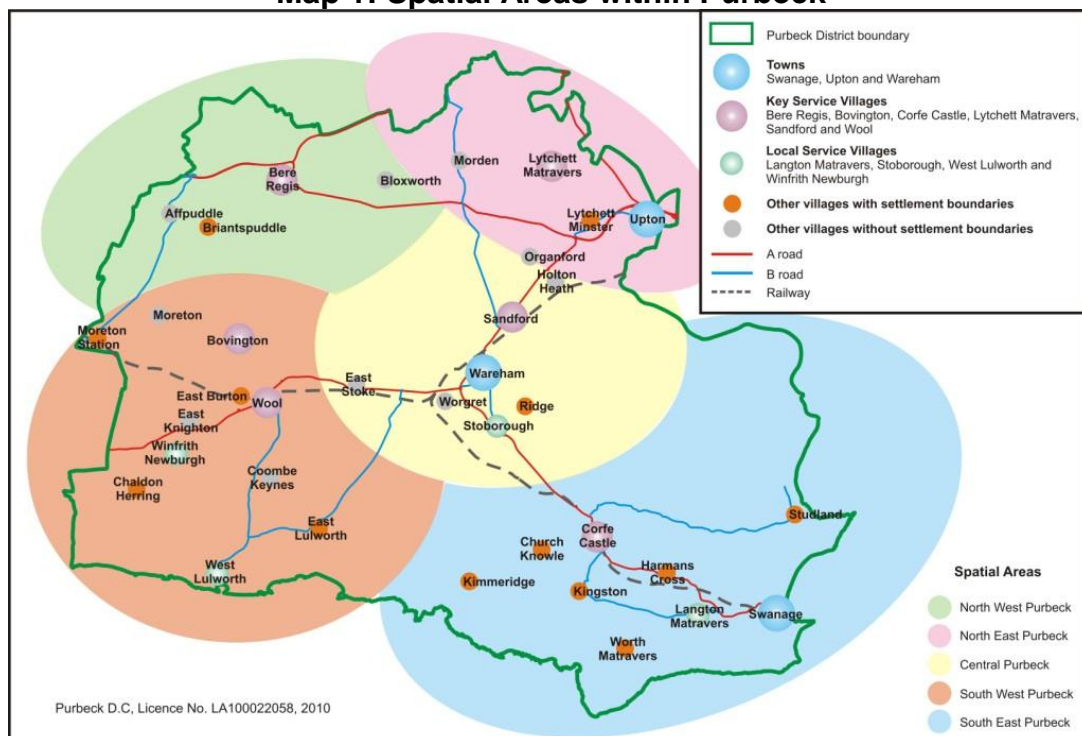 Spatial Areas within Purbeck
Purbeck District boundary
Towns
Swanage, Upton and Wareham
Key Service Villages
Bere Regis, Bovington, Corfe Castle, Lytchett Matravers,
Sandford and Wool
Local Service Villages
Langton Matravers, Stoborough, West Lulworth and
Winfrith Newburgh
Other villages with settlement boundaries
Other villages without settlement boundaries
A road
B road
Railway
Morden
Lytchett
Matravers
Bere
Regis
Bloxworth
Affpuddle
Briantspuddle
Lytchett
Minster
Upton
Organford
Holton
Heath
Moreton
Sandford
Moreton
Station
Bovington
East
Stoke
Wareham
East Burton
Wool
Worgret
Ridge
East
Knighton
Stoborough
Winfrith
Newburgh
Chaldon
Herring
Coombe
Keynes
East
Lulworth
West
Lulworth
Studland
Corfe
Castle
Church
Knowle
Harmans
Cross
Kimmeridge
Kingston
Langton
Matravers
Swanage
Worth
Matravers
Spatial Areas
North West Purbeck
North East Purbeck
Central Purbeck
South West Purbeck
South East Purbeck
Purbeck D.C, Licence No. LA100022058, 2010